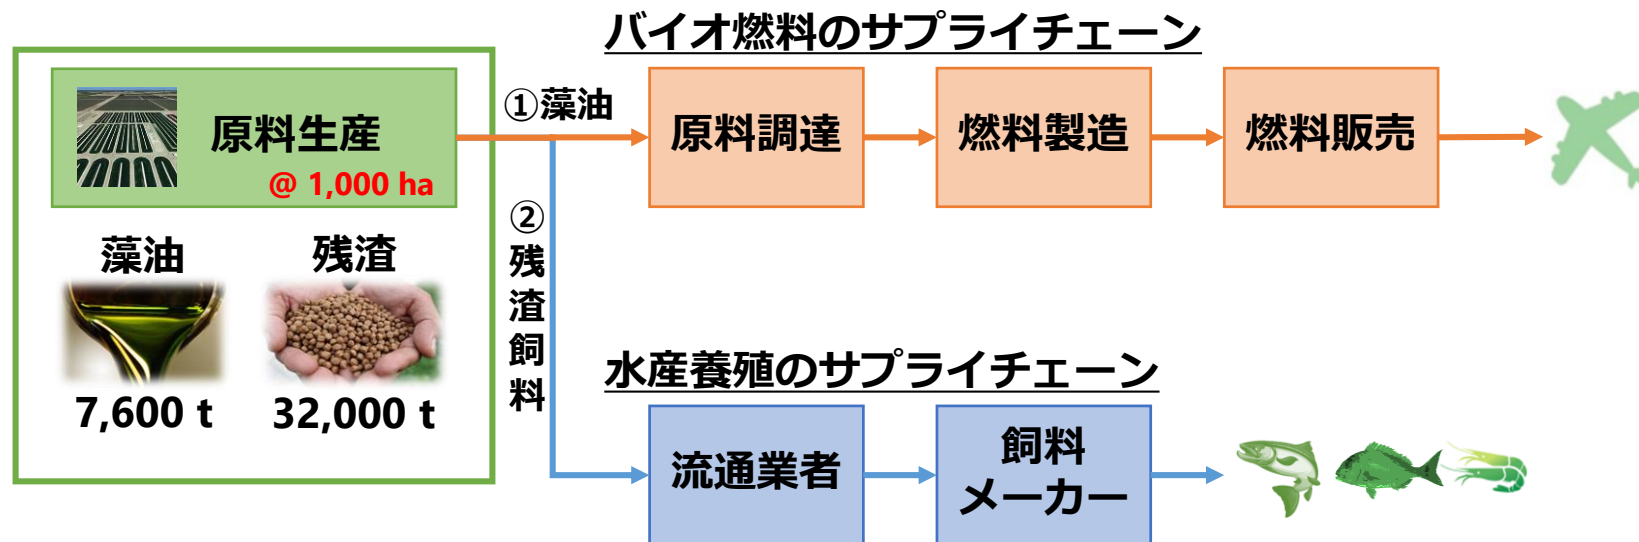 バイオ燃料のサプライチェーン
原料生産
@ 1,000 ha
藻油
残渣
7,600 t
32,000 t
①藻油
原料調達
燃料製造
燃料販売
②
残
渣
飼
料
水産養殖のサプライチェーン
流通業者
飼料
メーカー